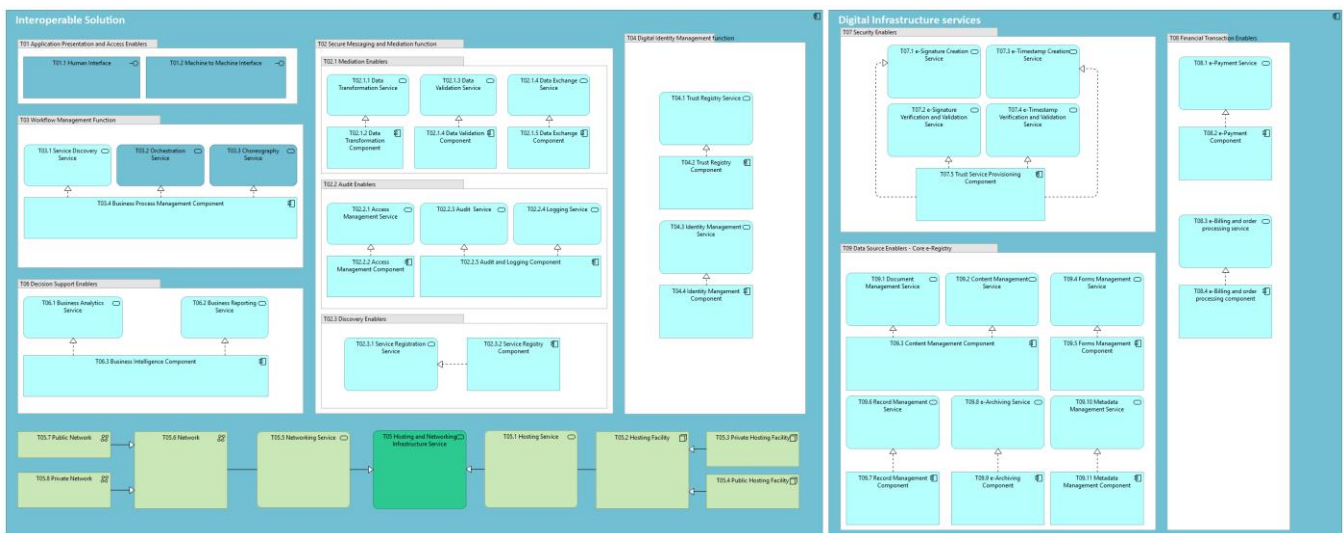 Interoperable Solution
T01 Application Presentation and Access Enablers
T01.1 Human Interface
T01.2 Machine to Machine Interface
T03 Workflow Management Function
T03.1 Service Discovery
Service
T03.2 Orchestration
Service
T03.3 Choreography
Service
T03.4 Business Process Management Component
T06 Decision Support Enablers
T06.1 Business Analytics
Service
T06.2 Business Reporting
Service
T06.3 Business Intelligence Component
T02 Secure Messaging and Mediation function
T02.1 Mediation Enablers
T02.1.1 Data
Transformation Service
T02.1.3 Data
Validation Service
T02.1.4 Data Exchange
Service
T02.1.2 Data
Transformation
Component
T02.1.4 Data Validation
Component
T02.1.5 Data Exchange
Component
T02.2 Audit Enablers
T02.2.1 Access
Management Service
T02.2.3 Audit Service
T02.2.4 Logging Service
T02.2.2 Access
Management Component
T02.2.5 Audit and Logging Component
T02.3 Discovery Enablers
T02.3.1 Service Registration
Service
T02.3.2 Service Registry
Component
T04 Digital Identity Management function
T04.1 Trust Registry Service
T04.2 Trust Registry
Component
T04.3 Identity Management
Service
T04.4 Identity Mangement
Component
T05.7 Public Network
T05.8 Private Network
T05.6 Network
T05.5 Networking Service
T05 Hosting and Networking
Infrastructure Service
T05.1 Hosting Service
T05.2 Hosting Facility
T05.3 Private Hosting Facility
T05.4 Public Hosting Facility
Digital Infrastructure services
T07 Security Enablers
T07.1 e-Signature Creation
Service
T07.3 e-Timestamp Creation
Service
T07.2 e-Signature
Verification and Validation
Service
T07.4 e-Timestamp
Verification and Validation
Service
T07.5 Trust Service Provisioning
Component
T08 Financial Transaction Enablers
T08.1 e-Payment Service
T08.2 e-Payment
Component
T08.3 e-Billing and order
processing service
T08.4 e-Billing and order
processing component
T09 Data Source Enablers - Core e-Registry
T09.1 Document
Management Service
T09.2 Content Management
Service
T09.4 Forms Management
Service
T09.3 Content Management Component
T09.5 Forms Management
Component
T09.6 Record Management
Service
T09.8 e-Archiving Service
T09.10 Metadata
Management Service
T09.7 Record Management
Component
T09.9 e-Archiving
Component
T09.11 Metadata
Management Component